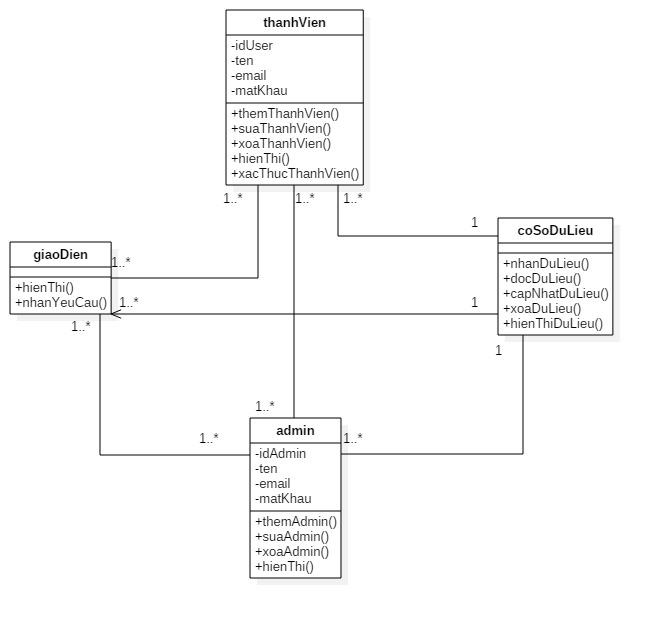 thanhVien
-idUser
-ten
-email
-matKhau
+themThanhVien()
+suaThanhVien()
+xoaThanhVien()
+hienThi()
+xacThucThanhVien()
1..*
1..*
1..*
1
coSoDuLieu
+nhanDuLieu()
+docDuLieu()
+capNhatDuLieu()
+xoaDuLieu()
+hienThiDuLieu()
giaoDien
+hienThi()
+nhanYeuCau()
1..*
1..*
1
1..*
1
1..*
1..*
1..*
admin
-idAdmin
-ten
-email
-matKhau
+themAdmin()
+suaAdmin()
+xoaAdmin()
+hienThi()